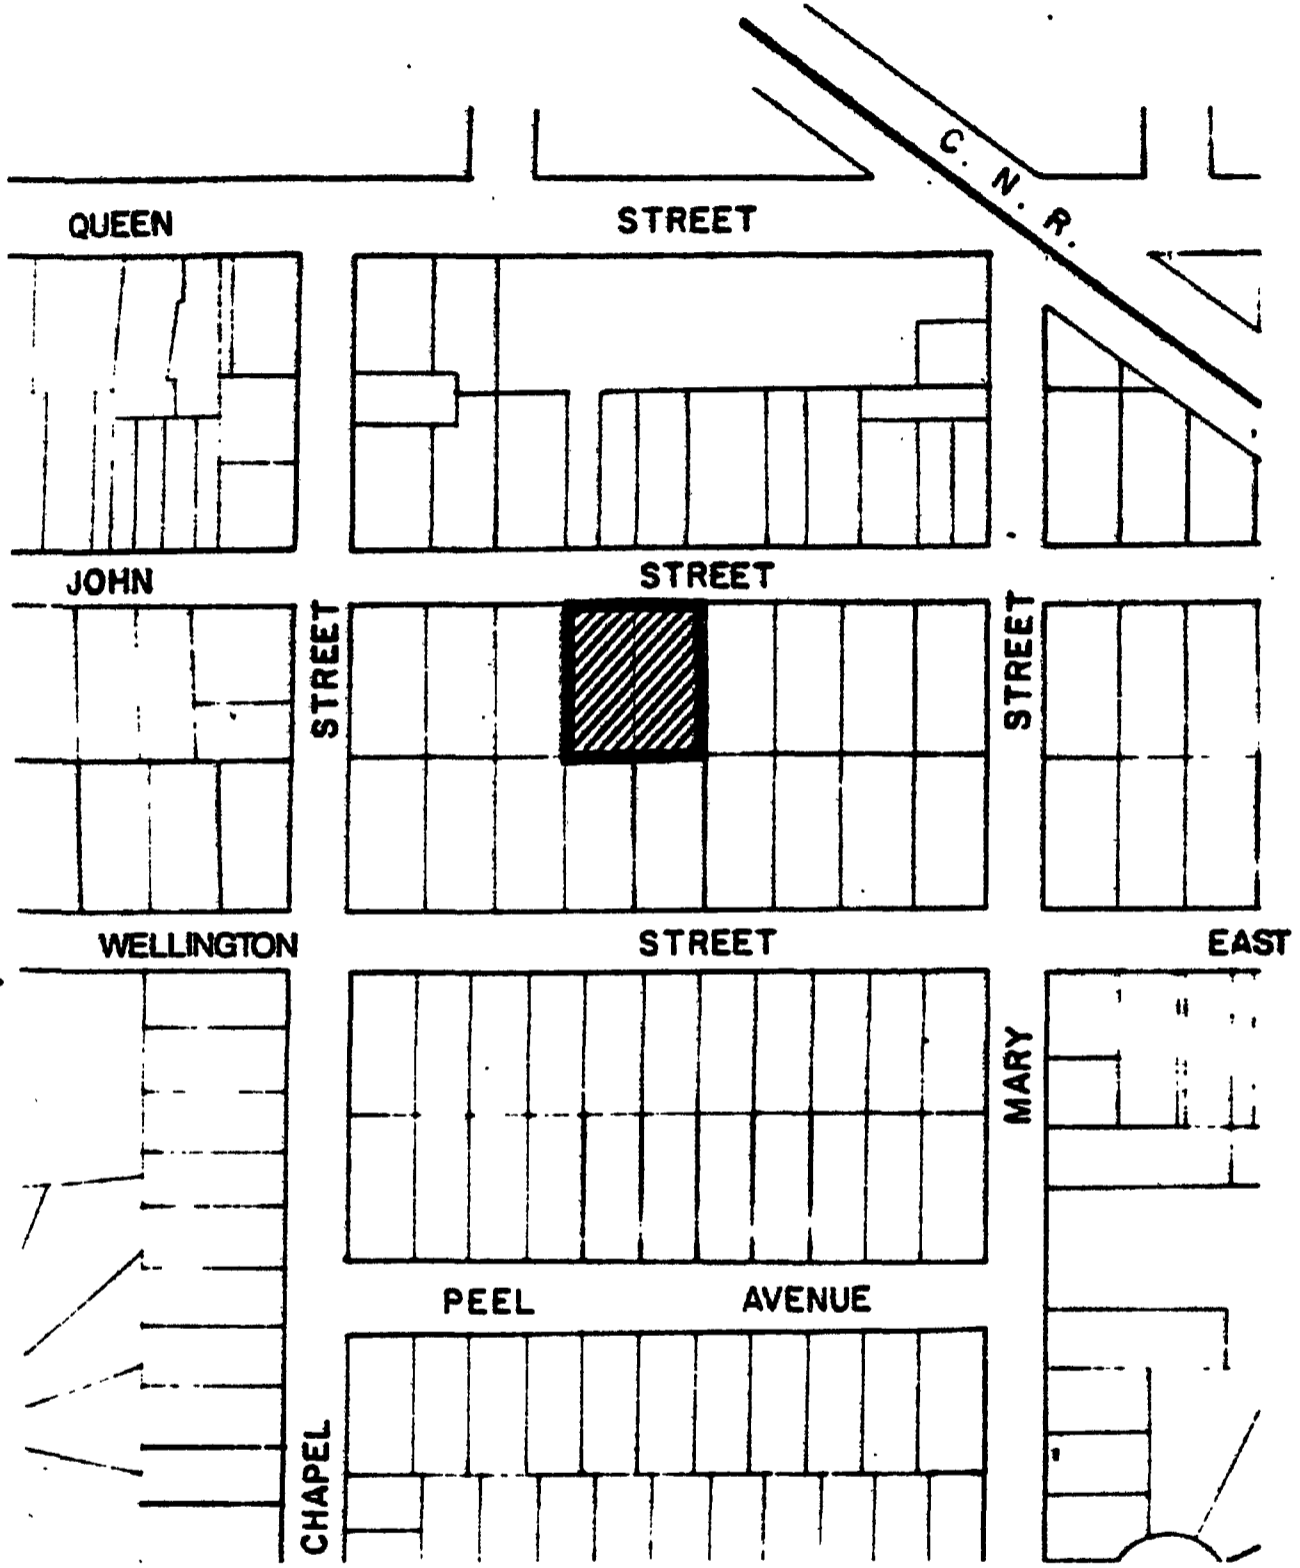 C. N. R.
QUEEN STREET
JOHN STREET
STREET
STREET
WELLINGTON STREET EAST
MARY
PEEL AVENUE
CHAPEL